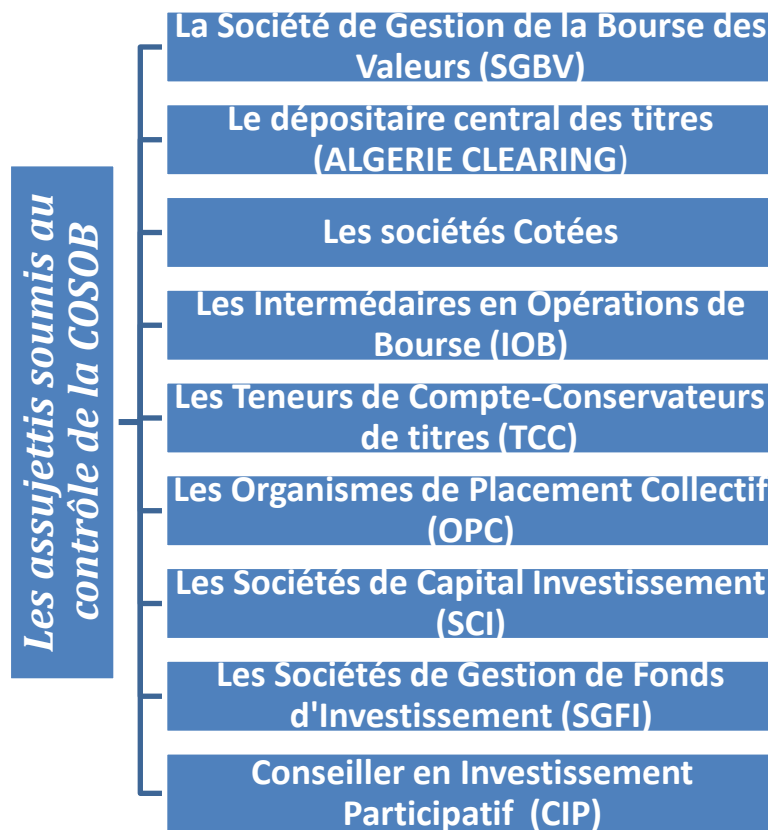 Les assujettis soumis au
contrôle de la COSOB
La Société de Gestion de la Bourse des
Valeurs (SGBV)
Le dépositaire central des titres
(ALGERIE CLEARING)
Les sociétés Cotées
Les Intermédaires en Opérations de
Bourse (IOB)
Les Teneurs de Compte-Conservateurs
de titres (TCC)
Les Organismes de Placement Collectif
(OPC)
Les Sociétés de Capital Investissement
(SCI)
Les Sociétés de Gestion de Fonds
d'Investissement (SGFI)
Conseiller en Investissement
Participatif (CIP)